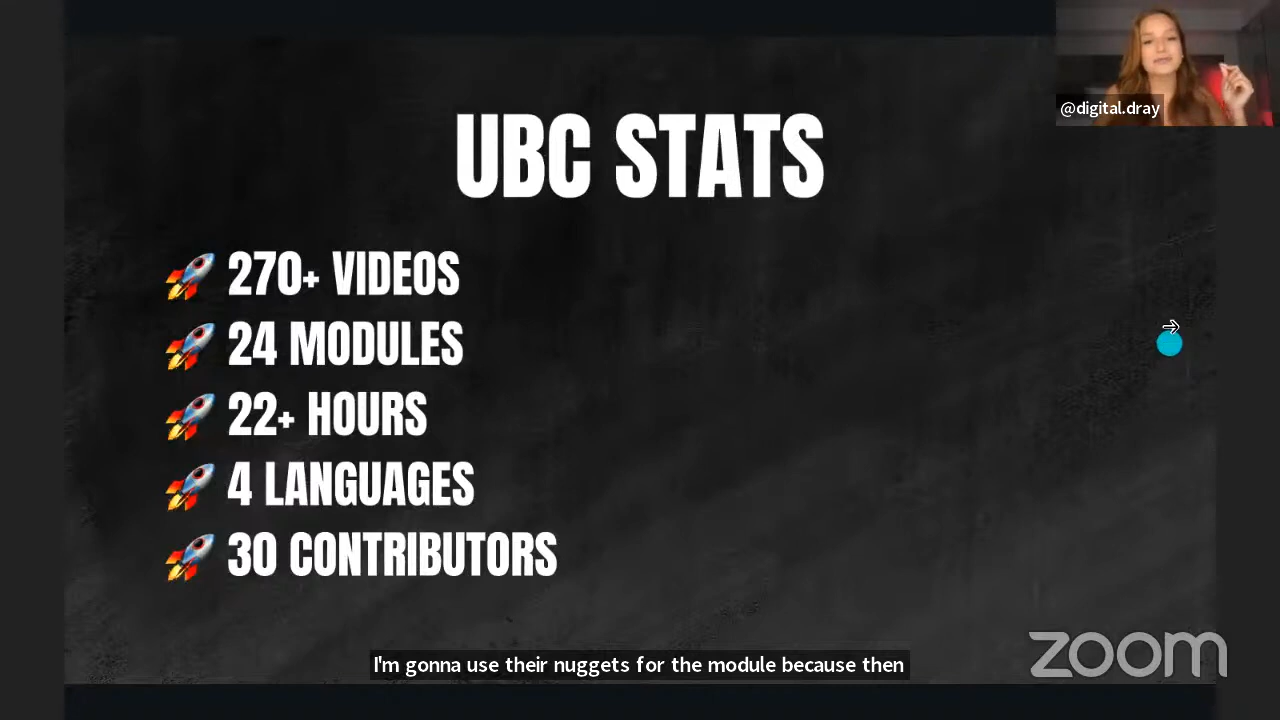 @digital.dray
UBC STATS
270+ VIDEOS
24 MODULES
22+ HOURS
4 LANGUAGES
30 CONTRIBUTORS
I'm gonna use their nuggets for the module because then
zoom